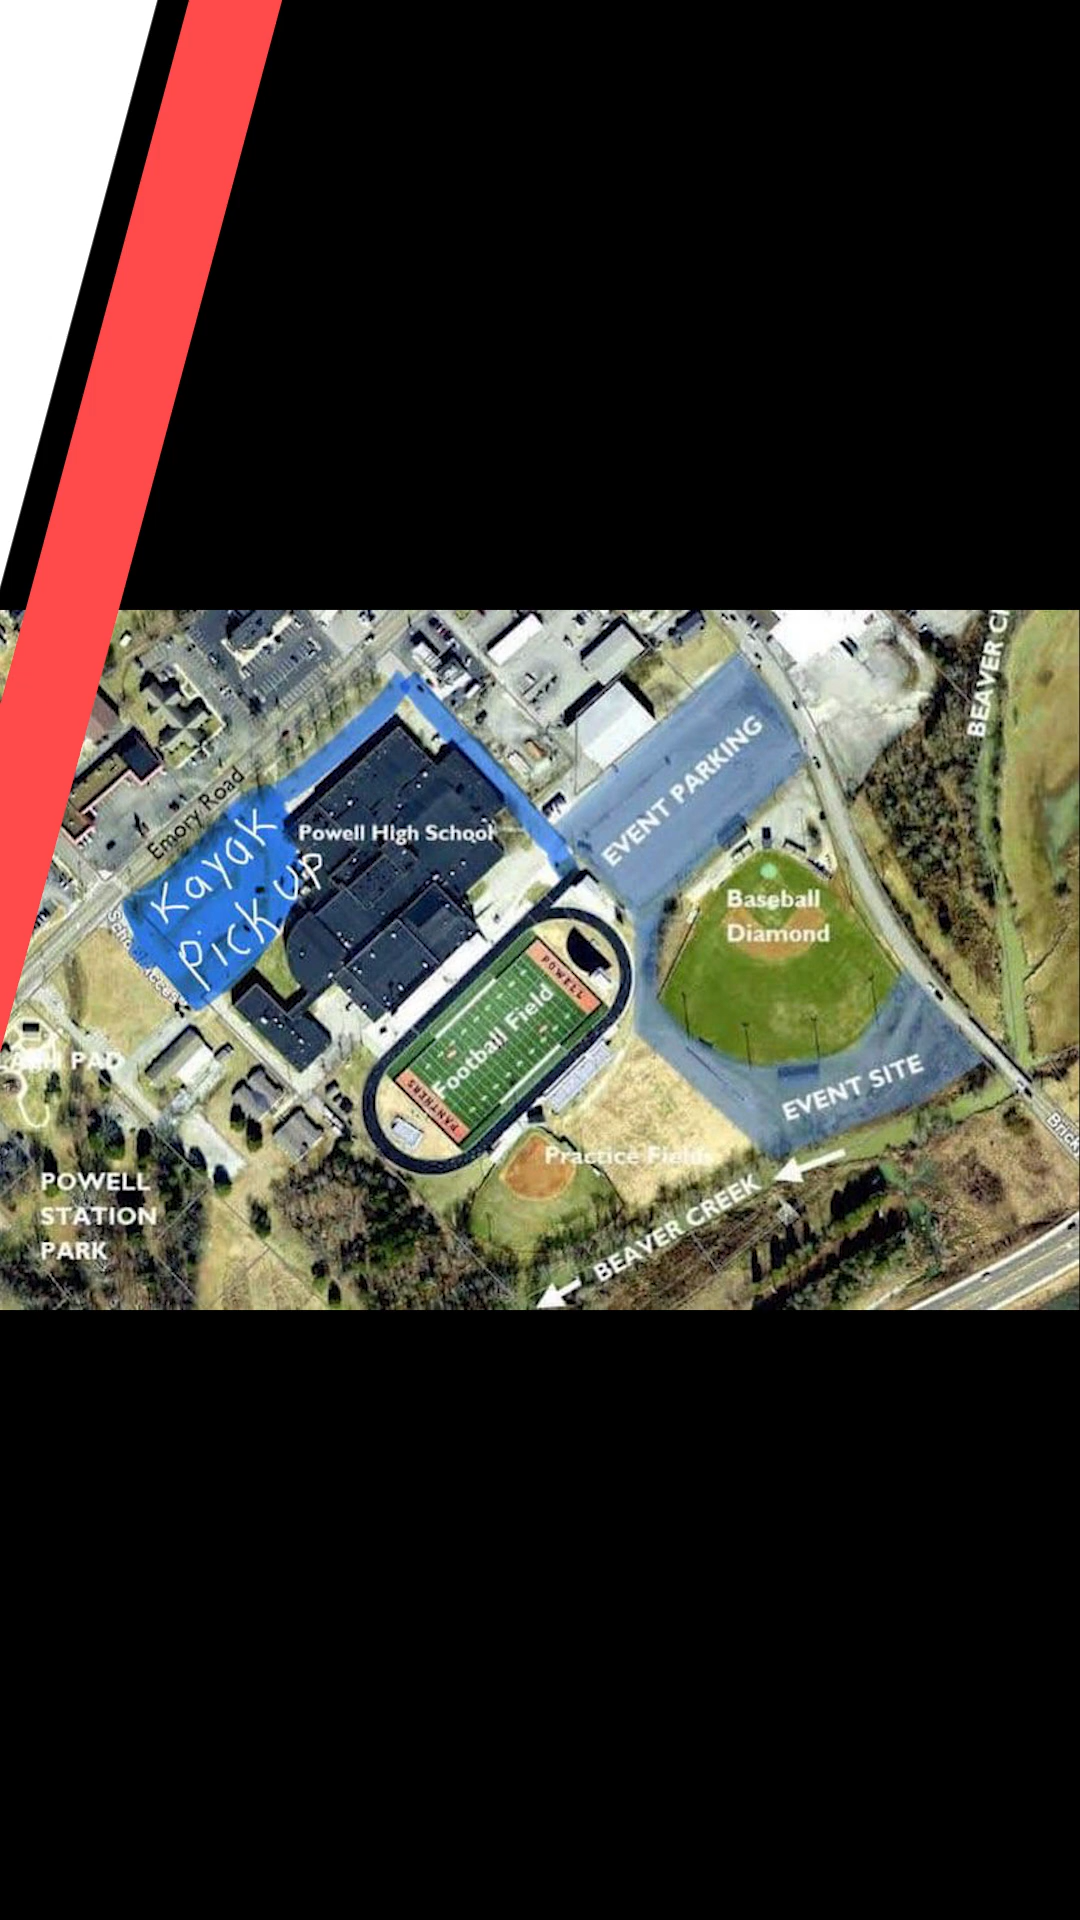 BEAVER
Emory Road
Kayak
Pick UP
Powell High School
EVENT PARKING
Baseball
Diamond
POWELL
Football Field
PANTHERS
EVENT SITE
Practice Fields
BEAVER CREEK
POWELL
STATION
PARK